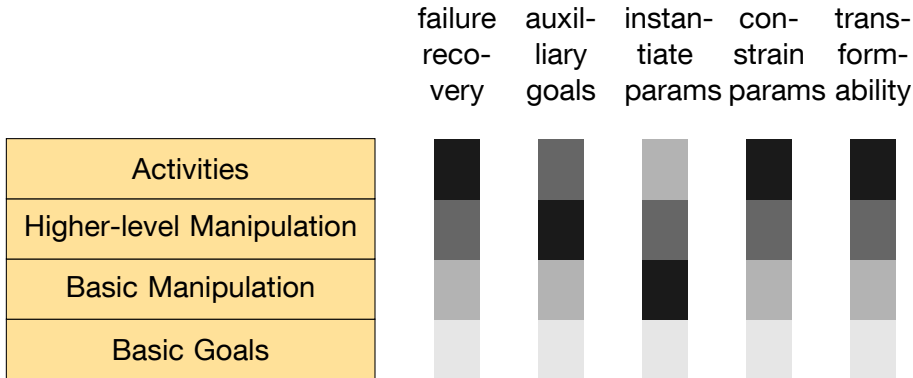 failure auxil- instan- con- trans-
reco- liary tiate strain form-
very goals params params ability
Activities
Higher-level Manipulation
Basic Manipulation
Basic Goals